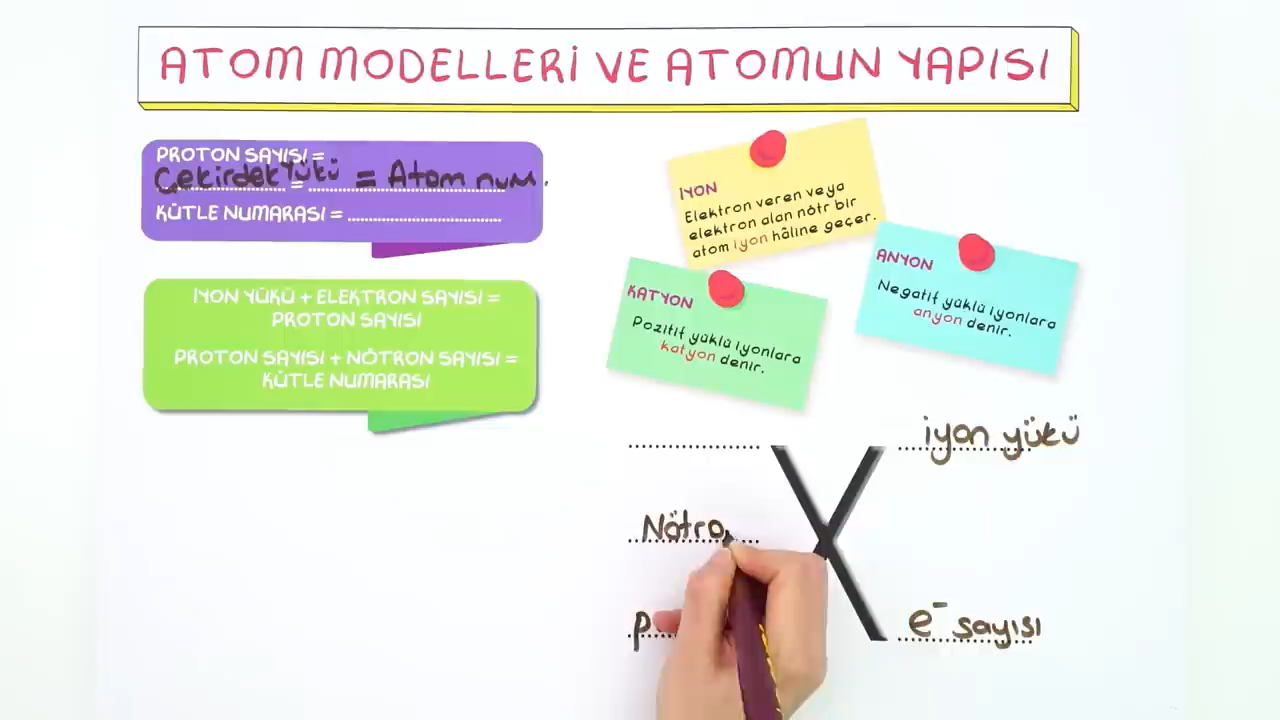 ATOM MODELLERİ VE ATOMUN YAPISI
PROTON SAYISI =
Çekirdek Yükü = Atom num.
KÜTLE NUMARASI =
İYON YÜKÜ + ELEKTRON SAYISI =
PROTON SAYISI
PROTON SAYISI + NÖTRON SAYISI =
KÜTLE NUMARASI
İYON
Elektron veren veya
elektron alan nötr bir
atom iyon hâline geçer.
KATYON
Pozitif yüklü iyonlara
katyon denir.
ANYON
Negatif yüklü iyonlara
anyon denir.
iyon yükü
Nötro
X
p
e⁻ sayısı